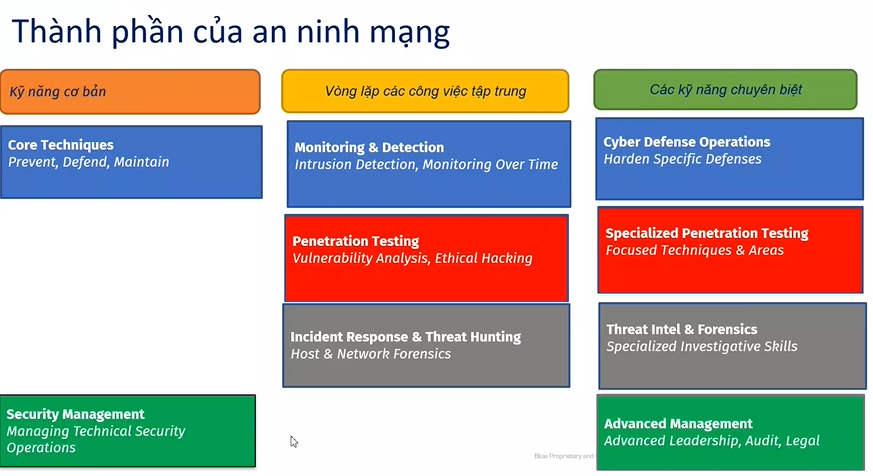 Thành phần của an ninh mạng
Kỹ năng cơ bản
Core Techniques
Prevent, Defend, Maintain
Security Management
Managing Technical Security
Operations
Vòng lặp các công việc tập trung
Monitoring & Detection
Intrusion Detection, Monitoring Over Time
Penetration Testing
Vulnerability Analysis, Ethical Hacking
Incident Response & Threat Hunting
Host & Network Forensics
Các kỹ năng chuyên biệt
Cyber Defense Operations
Harden Specific Defenses
Specialized Penetration Testing
Focused Techniques & Areas
Threat Intel & Forensics
Specialized Investigative Skills
Advanced Management
Advanced Leadership, Audit, Legal
Bkav Proprietary and